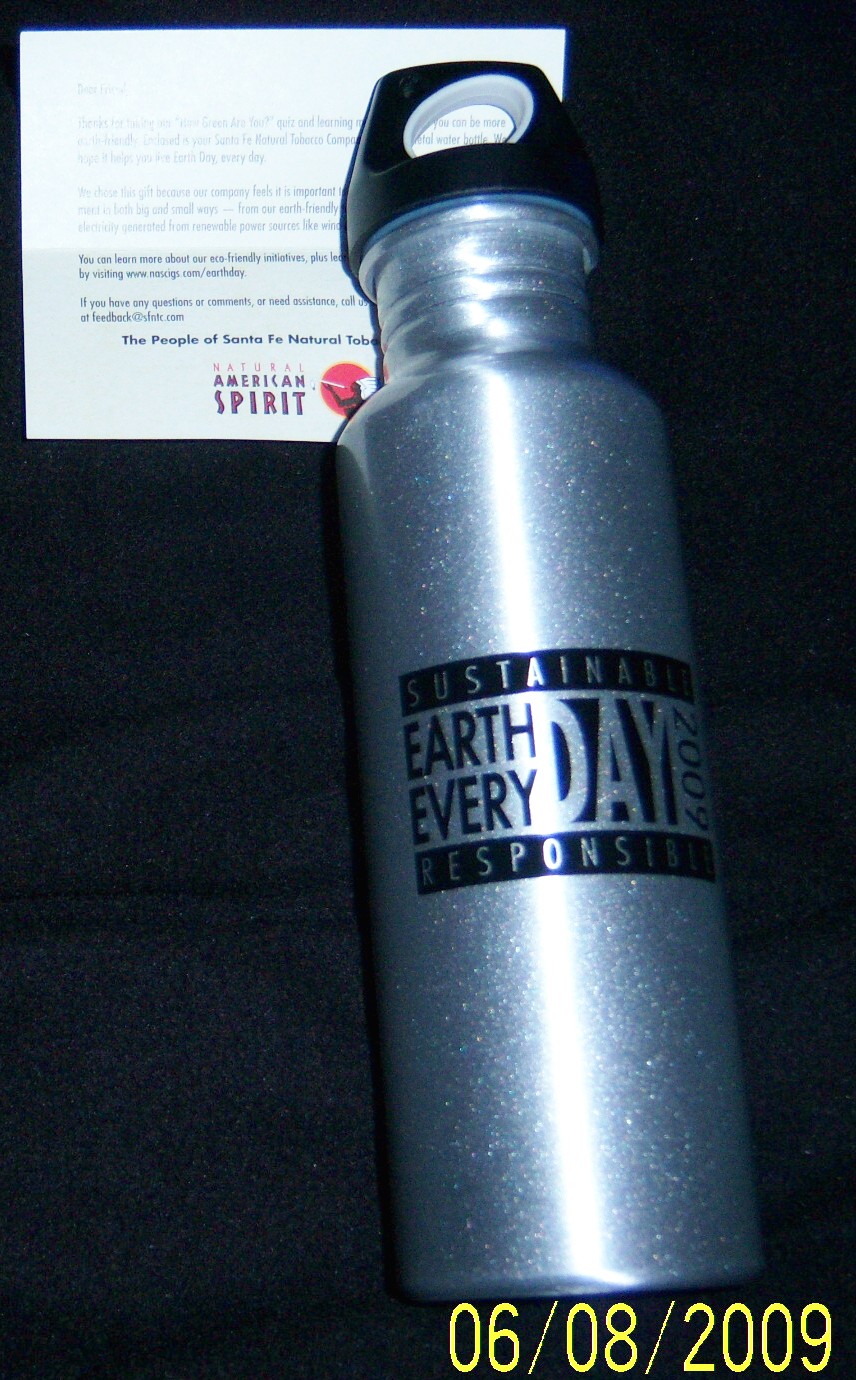 Dear Friend,
Thanks for taking our "How Green Are You?" quiz and learning you can be more
earth-friendly. Enclosed is your Santa Fe Natural Tobacco metal water bottle. We
hope it helps you live Earth Day, every day.
We chose this gift because our company feels it is important
ment in both big and small ways — from our earth-friendly
electricity generated from renewable power sources like wind
You can learn more about our eco-friendly initiatives, plus
by visiting www.nascigs.com/earthday.
If you have any questions or comments, or need assistance, call us
at feedback@sfntc.com
The People of Santa Fe Natural
NATURAL
AMERICAN
SPIRIT
SUSTAINABLE
EARTH
EVERY
DAY
2009
RESPONSIBLE
06/08/2009